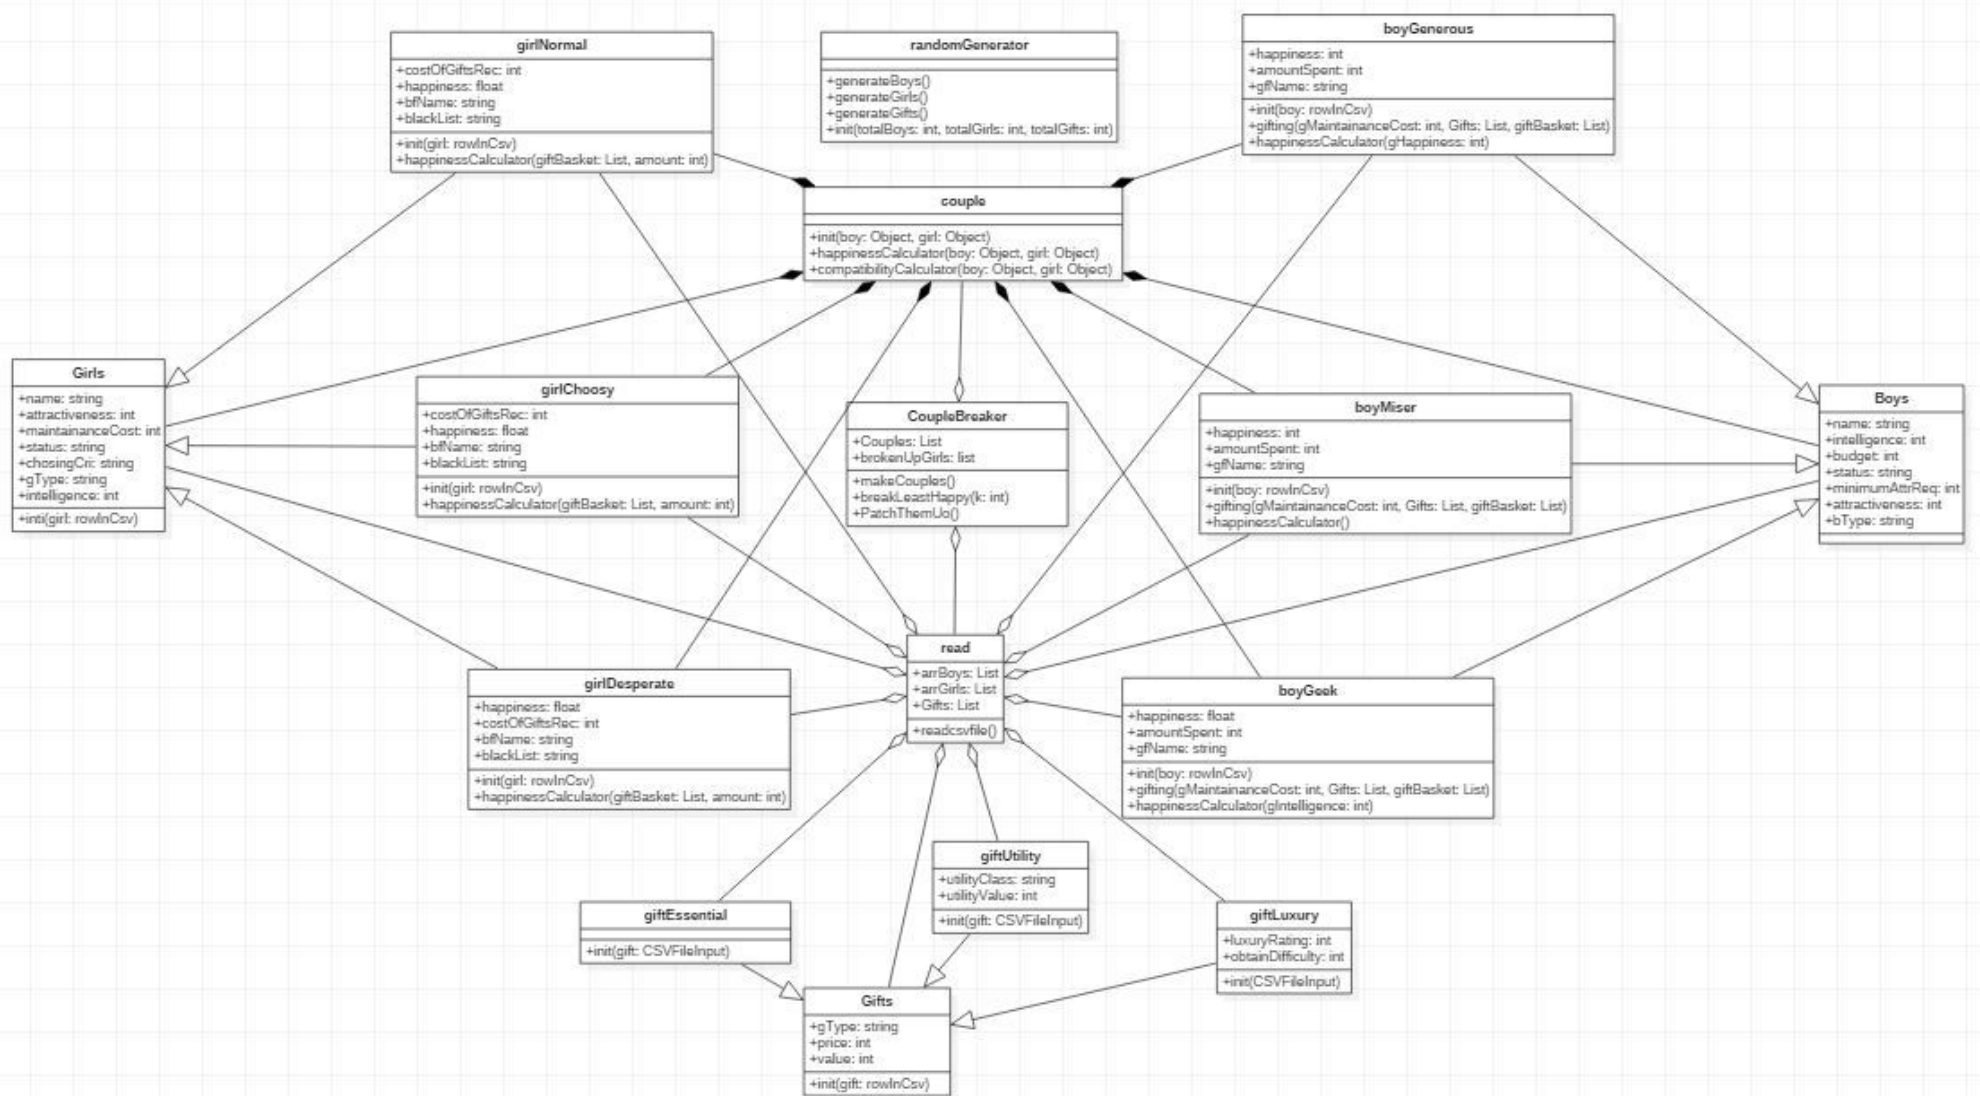 girlNormal
+costOfGiftsRec: int
+happiness: float
+bfName: string
+blackList: string
+init(girl: rowInCsv)
+happinessCalculator(giftBasket: List, amount: int)
randomGenerator
+generateBoys()
+generateGirls()
+generateGifts()
+init(totalBoys: int, totalGirls: int, totalGifts: int)
boyGenerous
+happiness: int
+amountSpent: int
+gfName: string
+init(boy: rowInCsv)
+gifting(gMaintainanceCost: int, Gifts: List, giftBasket: List)
+happinessCalculator(gHappiness: int)
couple
+init(boy: Object, girl: Object)
+happinessCalculator(boy: Object, girl: Object)
+compatibilityCalculator(boy: Object, girl: Object)
Girls
+name: string
+attractiveness: int
+maintainanceCost: int
+status: string
+chosingCri: string
+gType: string
+intelligence: int
+inti(girl: rowInCsv)
girlChoosy
+costOfGiftsRec: int
+happiness: float
+bfName: string
+blackList: string
+init(girl: rowInCsv)
+happinessCalculator(giftBasket: List, amount: int)
CoupleBreaker
+Couples: List
+brokenUpGirls: list
+makeCouples()
+breakLeastHappy(k: int)
+PatchThemUo()
boyMiser
+happiness: int
+amountSpent: int
+gfName: string
+init(boy: rowInCsv)
+gifting(gMaintainanceCost: int, Gifts: List, giftBasket: List)
+happinessCalculator()
Boys
+name: string
+intelligence: int
+budget: int
+status: string
+minimumAttrReq: int
+attractiveness: int
+bType: string
read
+arrBoys: List
+arrGirls: List
+Gifts: List
+readcsvfile()
girlDesperate
+happiness: float
+costOfGiftsRec: int
+bfName: string
+blackList: string
+init(girl: rowInCsv)
+happinessCalculator(giftBasket: List, amount: int)
boyGeek
+happiness: float
+amountSpent: int
+gfName: string
+init(boy: rowInCsv)
+gifting(gMaintainanceCost: int, Gifts: List, giftBasket: List)
+happinessCalculator(gIntelligence: int)
giftUtility
+utilityClass: string
+utilityValue: int
+init(gift: CSVFileInput)
giftEssential
+init(gift: CSVFileInput)
giftLuxury
+luxuryRating: int
+obtainDifficulty: int
+init(CSVFileInput)
Gifts
+gType: string
+price: int
+value: int
+init(gift: rowInCsv)